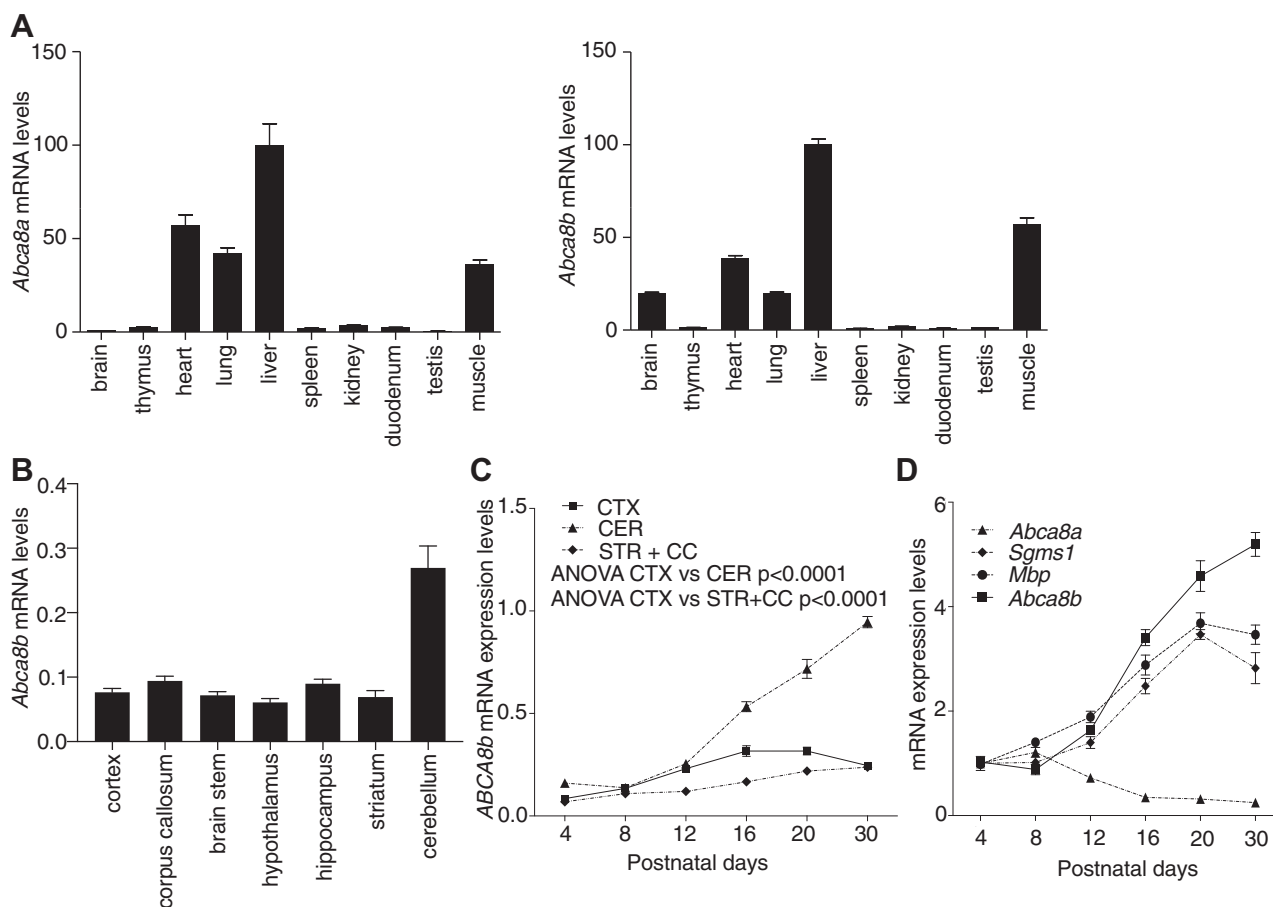 A
150
100
50
0
Abca8a mRNA levels
brain
thymus
heart
lung
liver
spleen
kidney
duodenum
testis
muscle
150
100
50
0
Abca8b mRNA levels
brain
thymus
heart
lung
liver
spleen
kidney
duodenum
testis
muscle
B
0.4
0.3
0.2
0.1
0.0
Abca8b mRNA levels
cortex
corpus callosum
brain stem
hypothalamus
hippocampus
striatum
cerebellum
C
1.5
1.0
0.5
0.0
ABCA8b mRNA expression levels
CTX
CER
STR + CC
ANOVA CTX vs CER p<0.0001
ANOVA CTX vs STR+CC p<0.0001
4 8 12 16 20 30
Postnatal days
D
6
4
2
0
mRNA expression levels
Abca8a
Sgms1
Mbp
Abca8b
4 8 12 16 20 30
Postnatal days